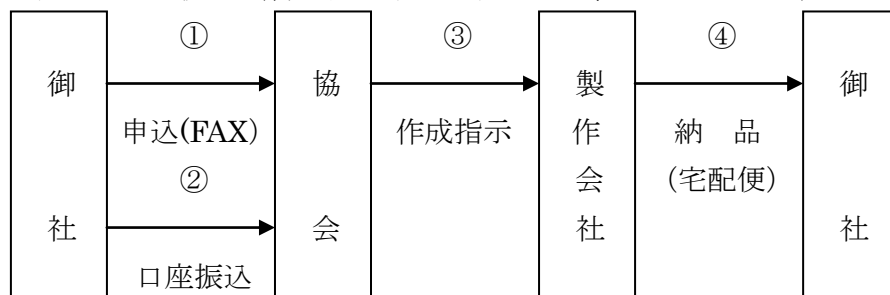 ① ③ ④
御 協 製 御
申込(FAX) 作成指示 作 納 品
② 会 (宅配便)
社 会 社 社
口座振込